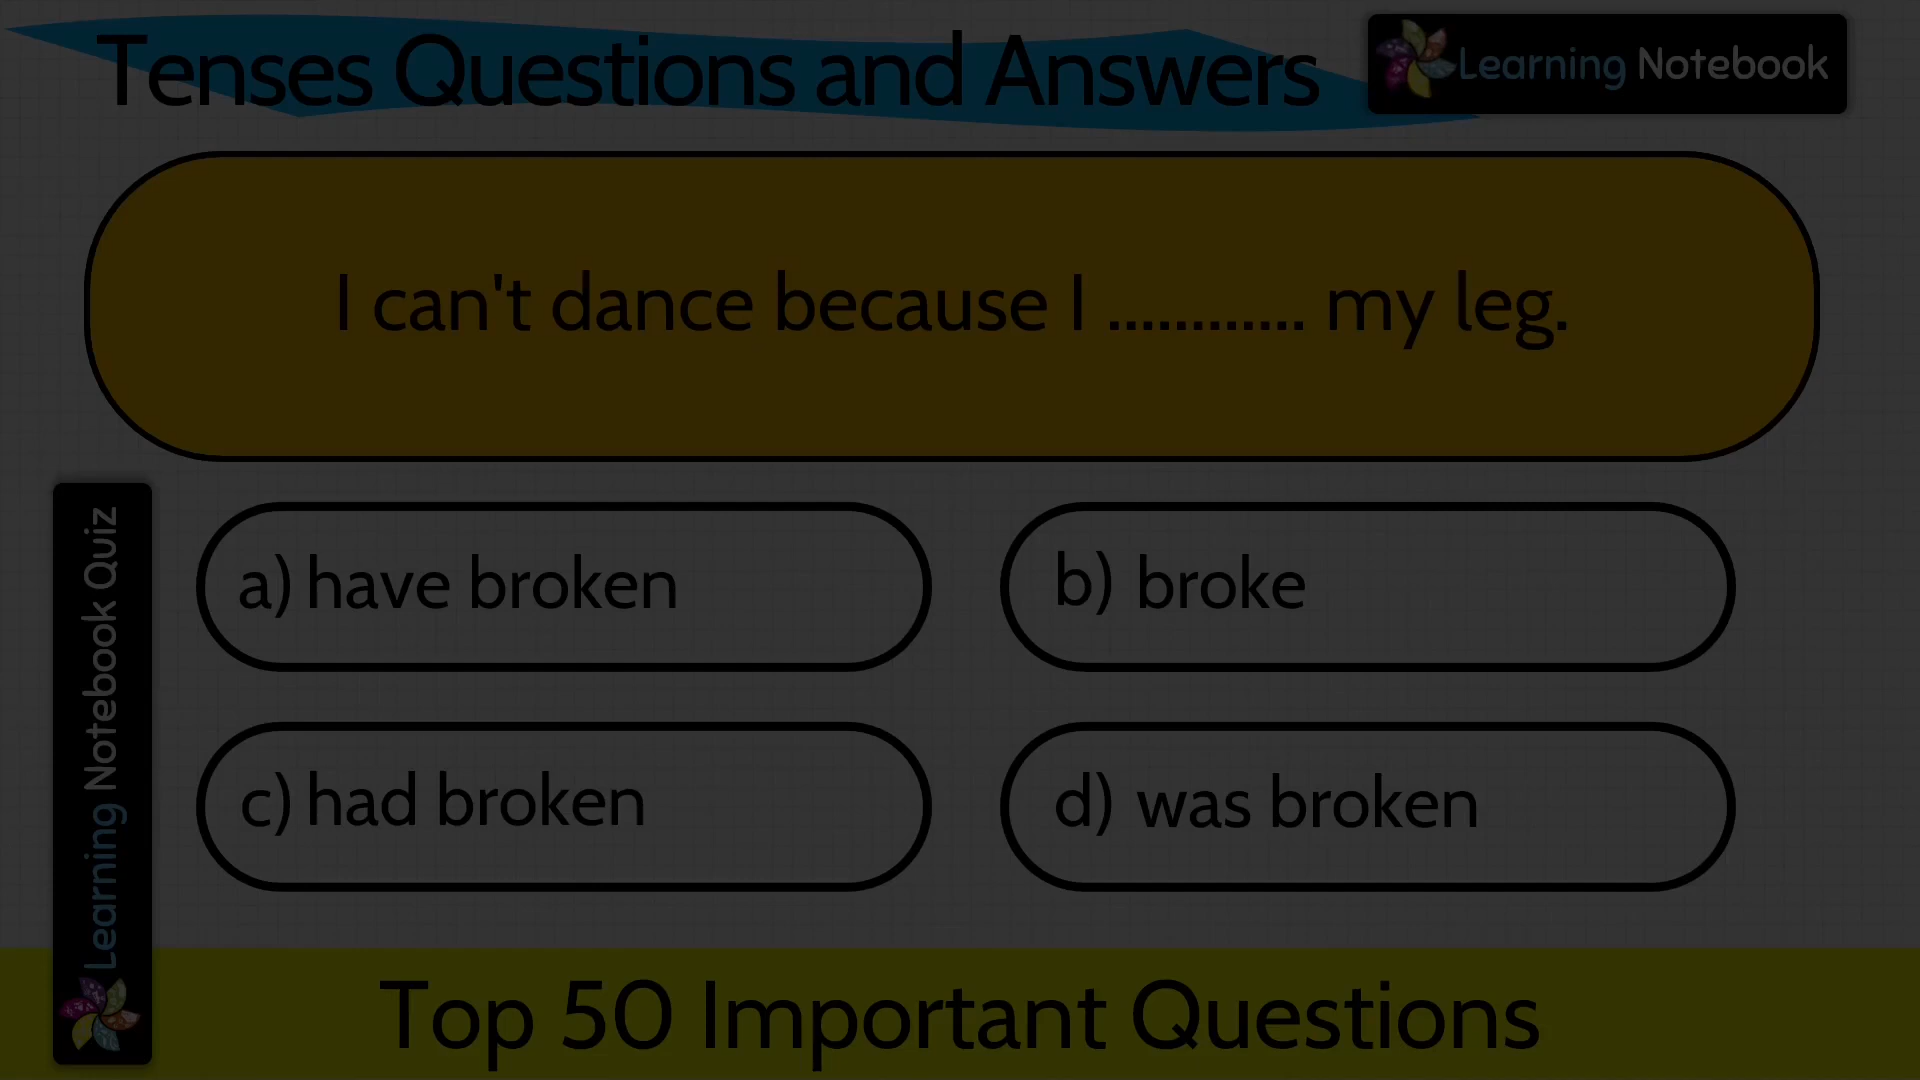 Tenses Questions and Answers
Learning Notebook
I can't dance because I ............ my leg.
a) have broken
b) broke
c) had broken
d) was broken
Learning Notebook Quiz
Top 50 Important Questions